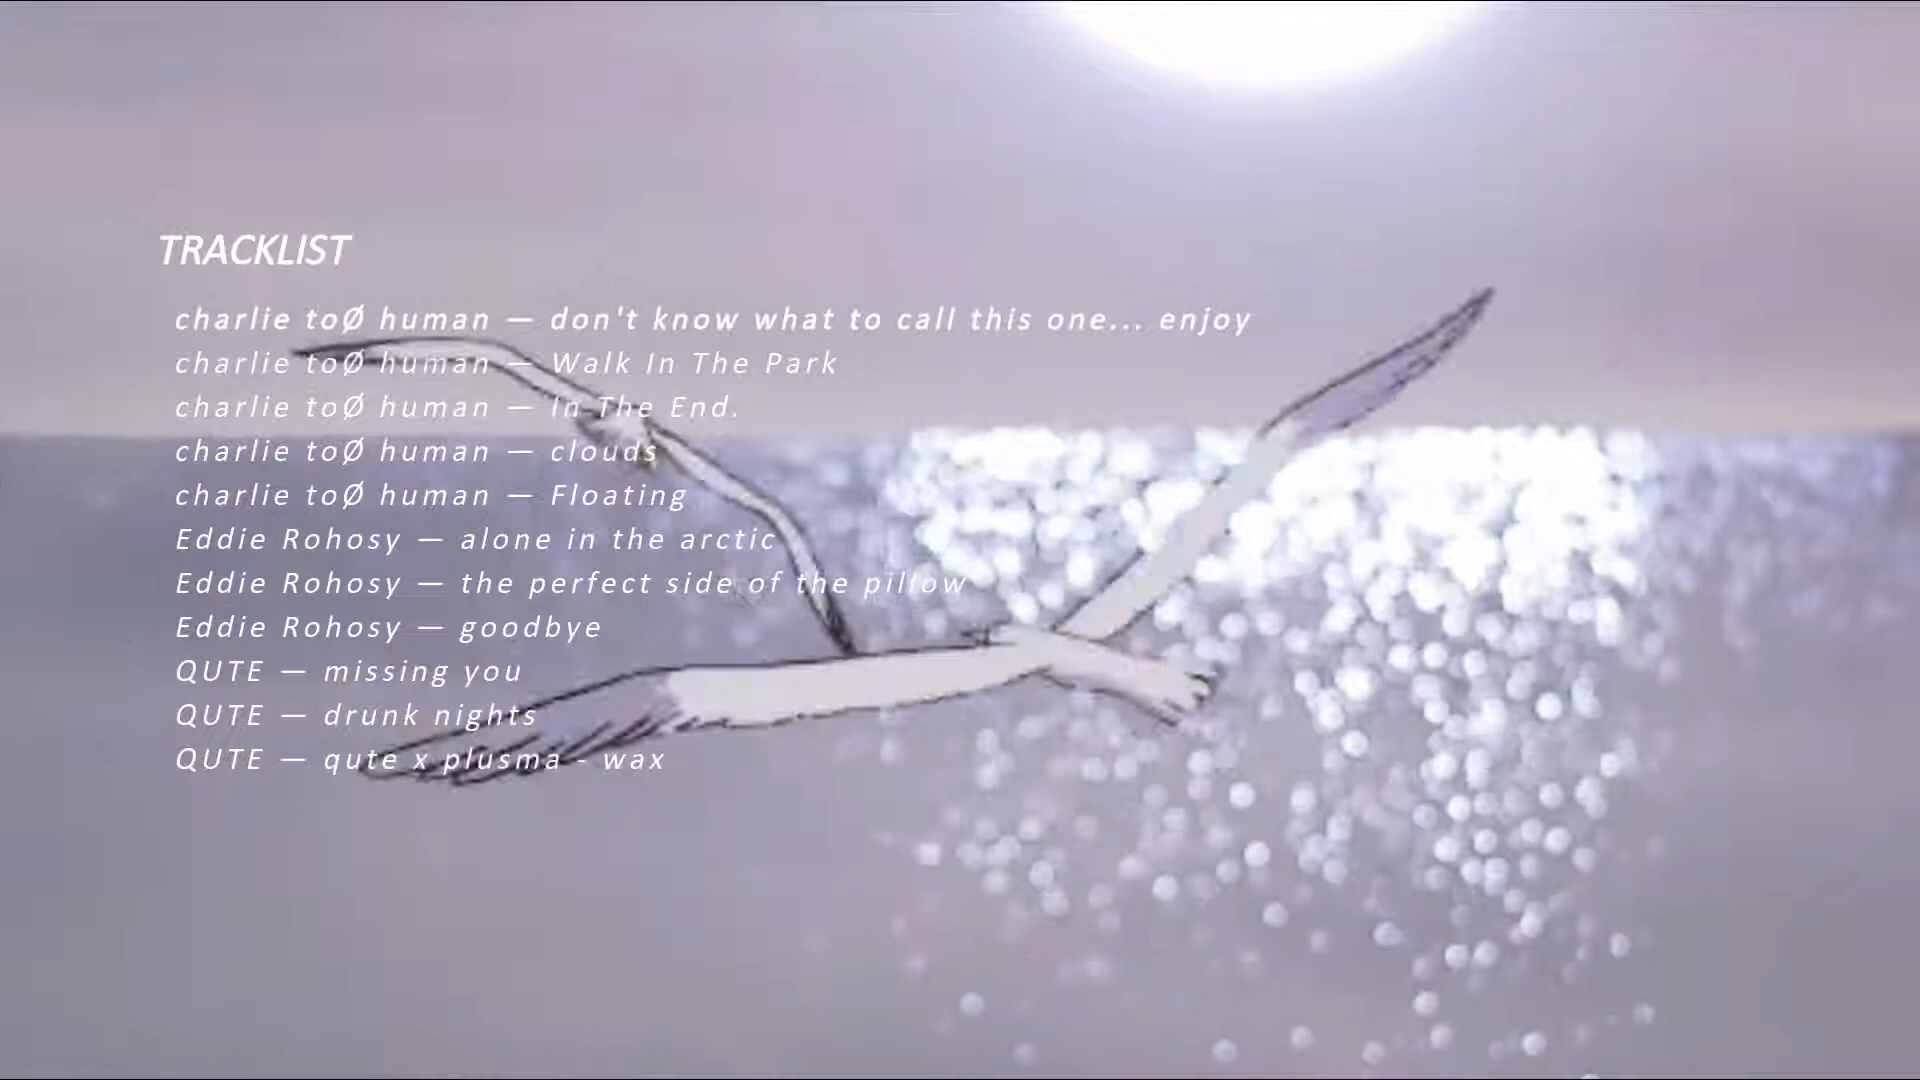 TRACKLIST
charlie toØ human — don't know what to call this one... enjoy
charlie toØ human — Walk In The Park
charlie toØ human — In The End.
charlie toØ human — clouds
charlie toØ human — Floating
Eddie Rohosy — alone in the arctic
Eddie Rohosy — the perfect side of the pillow
Eddie Rohosy — goodbye
QUTE — missing you
QUTE — drunk nights
QUTE — qute x plusma - wax